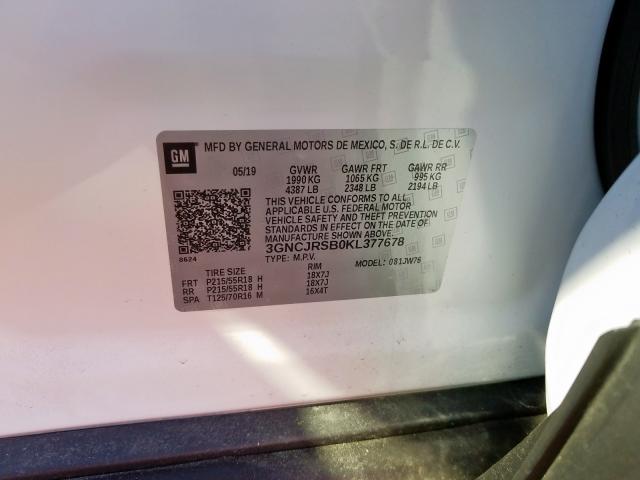 GM
MFD BY GENERAL MOTORS DE MEXICO, S. DE R.L. DE C.V.
05/19 GVWR GAWR FRT GAWR RR
1990 KG 1065 KG 995 KG
4387 LB 2348 LB 2194 LB
THIS VEHICLE CONFORMS TO ALL
APPLICABLE U.S. FEDERAL MOTOR
VEHICLE SAFETY AND THEFT PREVENTION
STANDARDS IN EFFECT ON THE DATE OF
MANUFACTURE SHOWN ABOVE.
3GNCJRSB0KL377678
8624
TYPE: M.P.V. MODEL: 081JW76
TIRE SIZE RIM
FRT P215/55R18 H 18X7J
RR P215/55R18 H 18X7J
SPA T125/70R16 M 16X4T